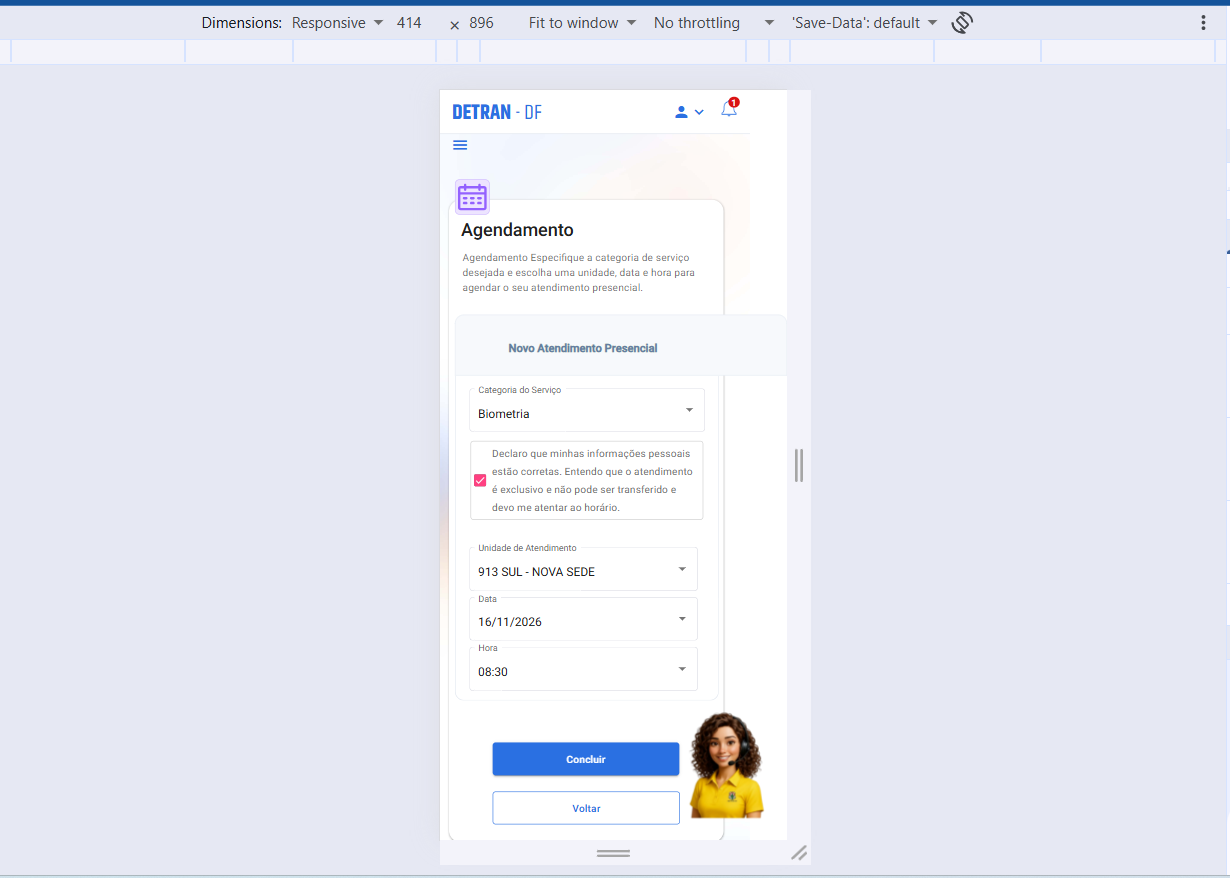 Dimensions: Responsive 414 × 896 Fit to window No throttling 'Save-Data': default
DETRAN - DF
1
Agendamento
Agendamento Especifique a categoria de serviço
desejada e escolha uma unidade, data e hora para
agendar o seu atendimento presencial.
Novo Atendimento Presencial
Categoria do Serviço
Biometria
Declaro que minhas informações pessoais
estão corretas. Entendo que o atendimento
é exclusivo e não pode ser transferido e
devo me atentar ao horário.
Unidade de Atendimento
913 SUL - NOVA SEDE
Data
16/11/2026
Hora
08:30
Concluir
Voltar